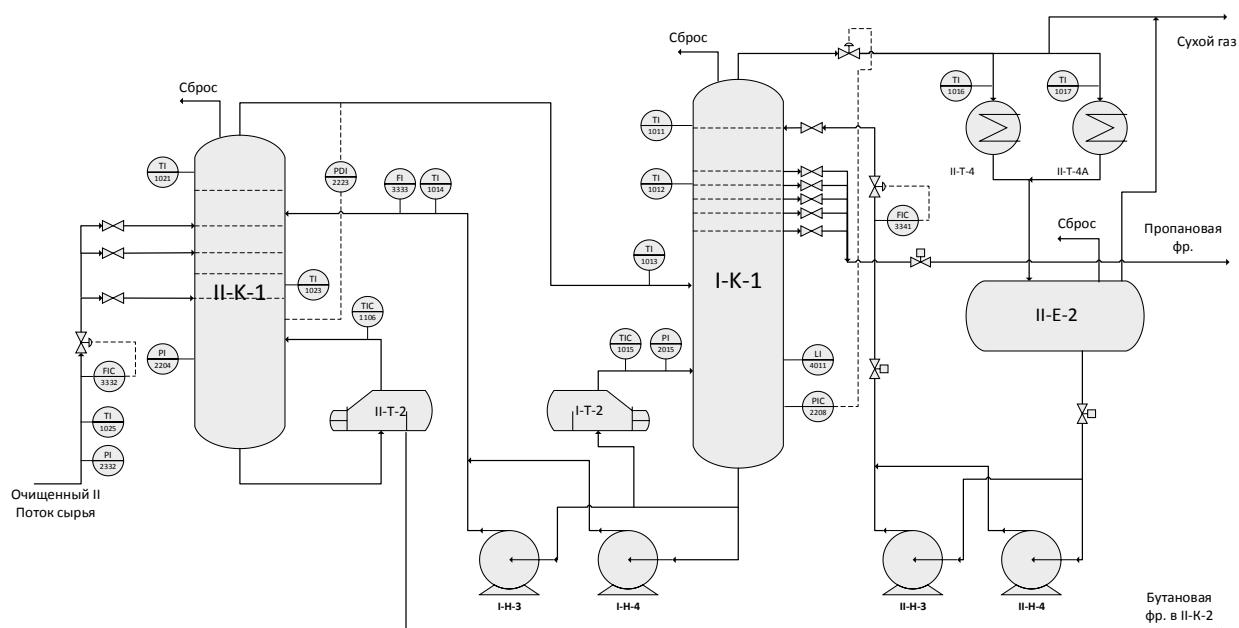 Сброс
Сухой газ
Сброс
TI
1016
TI
1017
TI
1011
II-T-4
II-T-4A
TI
1021
PDI
2223
FI
3333
TI
1014
TI
1012
FIC
3341
Сброс
Пропановая
фр.
TI
1013
II-K-1
TI
1023
I-K-1
II-E-2
TIC
1106
TIC
1015
PI
2015
LI
4011
PI
2204
FIC
3332
PIC
2208
II-T-2
I-T-2
TI
1025
PI
2332
Очищенный II
Поток сырья
I-Н-3
I-Н-4
II-Н-3
II-Н-4
Бутановая
фр. в II-К-2